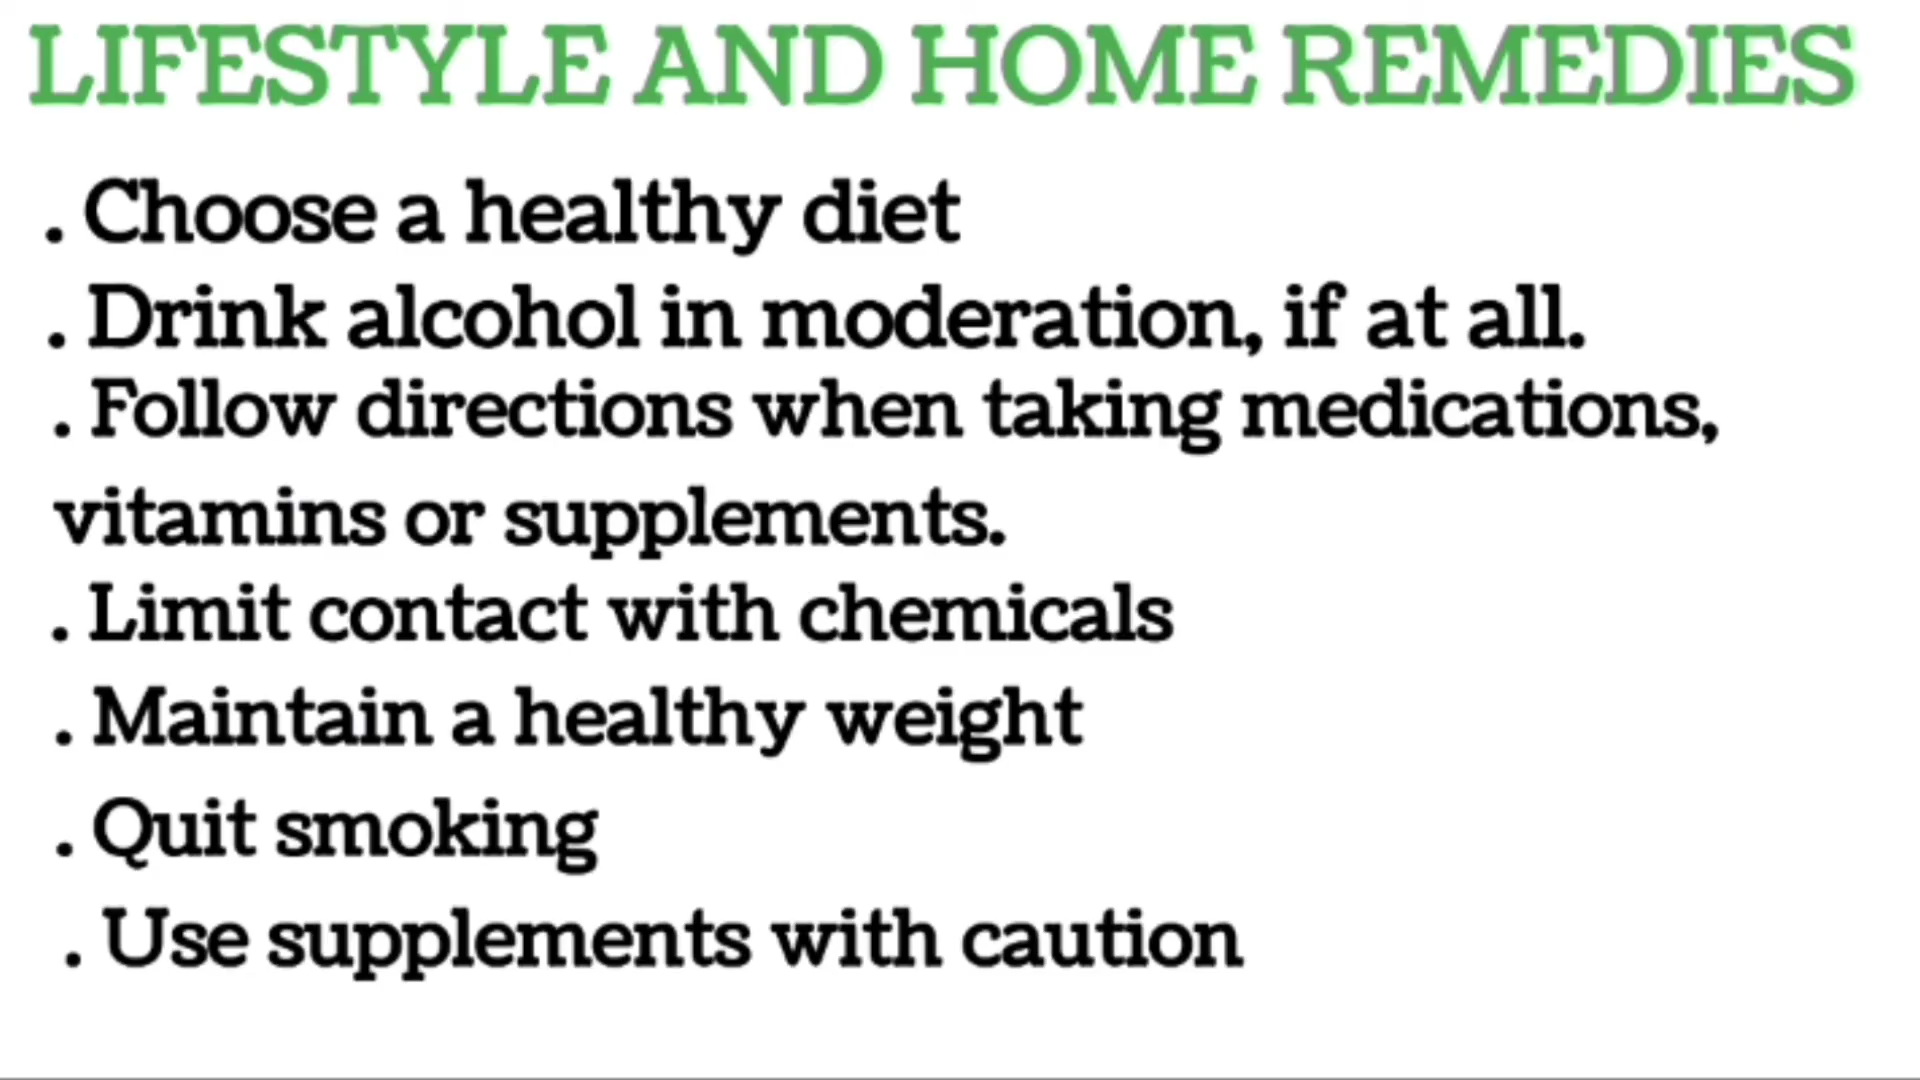 LIFESTYLE AND HOME REMEDIES
. Choose a healthy diet
. Drink alcohol in moderation, if at all.
. Follow directions when taking medications,
vitamins or supplements.
. Limit contact with chemicals
. Maintain a healthy weight
. Quit smoking
. Use supplements with caution